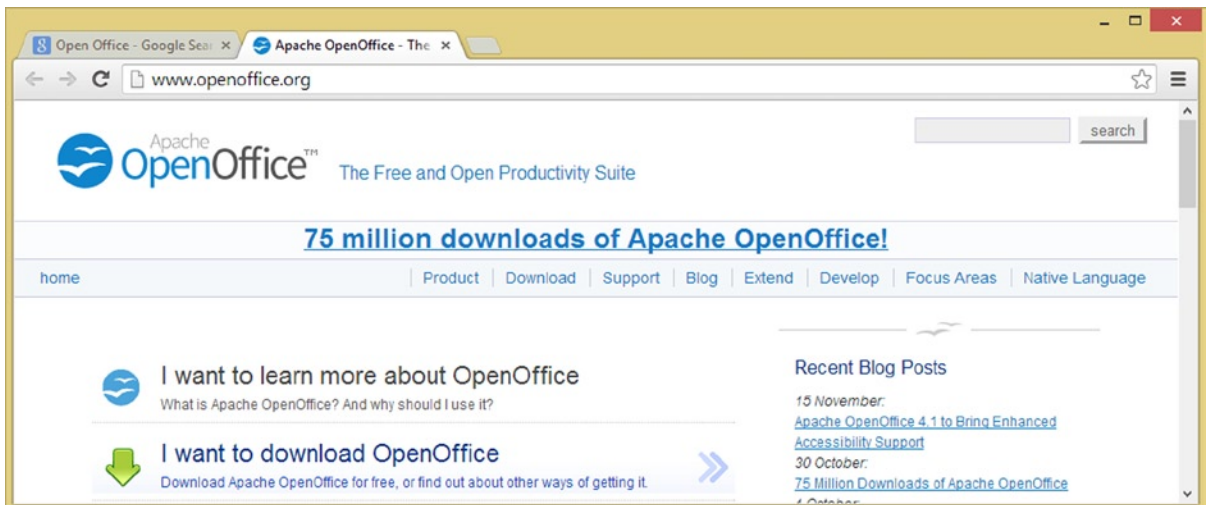 Open Office - Google Sear
Apache OpenOffice - The
www.openoffice.org
Apache
OpenOffice™
The Free and Open Productivity Suite
search
75 million downloads of Apache OpenOffice!
home
Product | Download | Support | Blog | Extend | Develop | Focus Areas | Native Language
I want to learn more about OpenOffice
What is Apache OpenOffice? And why should I use it?
I want to download OpenOffice
Download Apache OpenOffice for free, or find out about other ways of getting it.
Recent Blog Posts
15 November:
Apache OpenOffice 4.1 to Bring Enhanced
Accessibility Support
30 October:
75 Million Downloads of Apache OpenOffice
4 October: